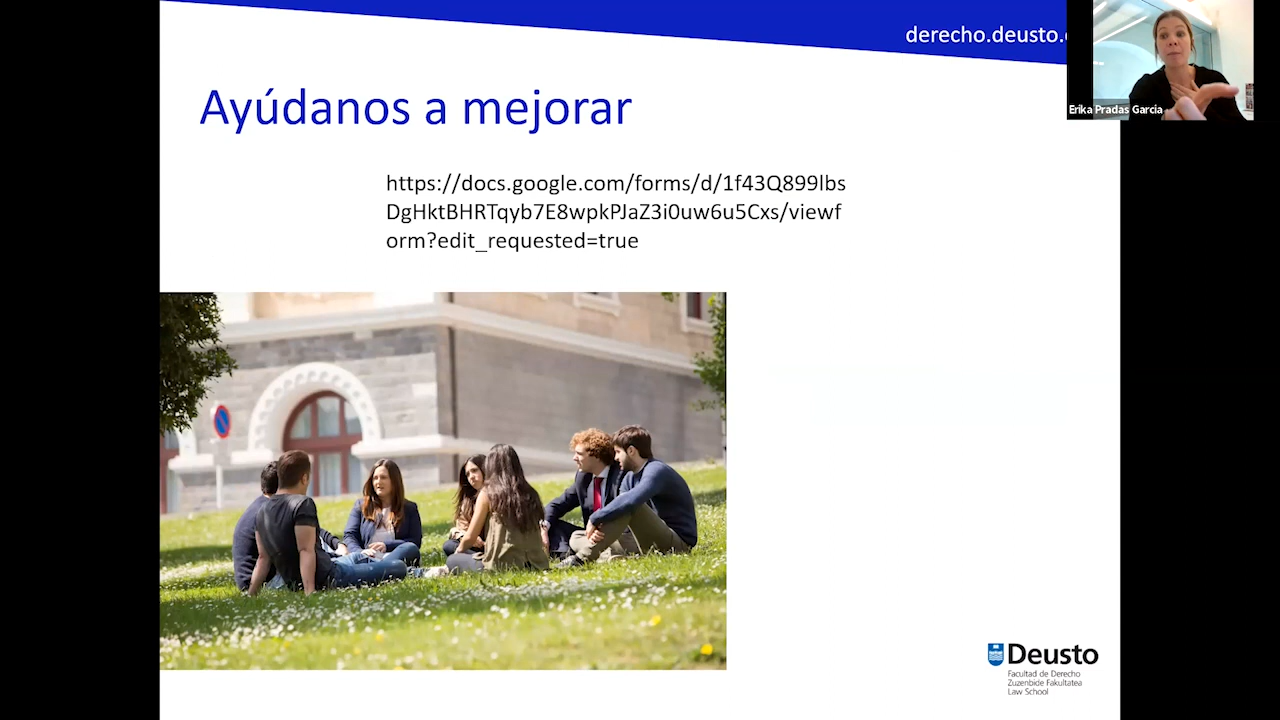 derecho.deusto.
Erika Pradas Garcia
Ayúdanos a mejorar
https://docs.google.com/forms/d/1f43Q899lbs
DgHktBHRTqyb7E8wpkPJaZ3i0uw6u5Cxs/viewf
orm?edit_requested=true
Deusto
Facultad de Derecho
Zuzenbide Fakultatea
Law School